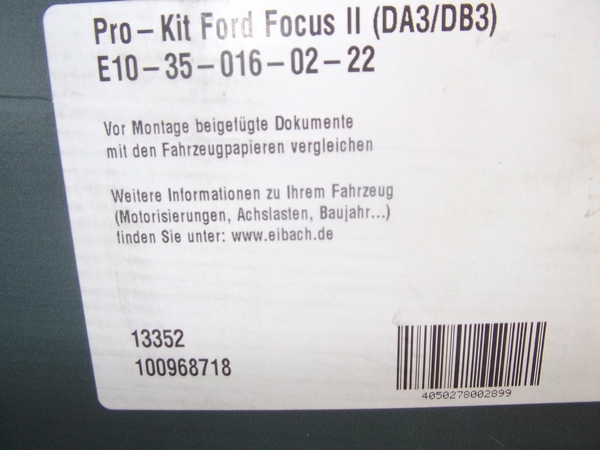 Pro-Kit Ford Focus II (DA3/DB3)
E10-35-016-02-22
Vor Montage beigefügte Dokumente
mit den Fahrzeugpapieren vergleichen
Weitere Informationen zu Ihrem Fahrzeug
(Motorisierungen, Achslasten, Baujahr...)
finden Sie unter: www.eibach.de
13352
100968718
4050278002899